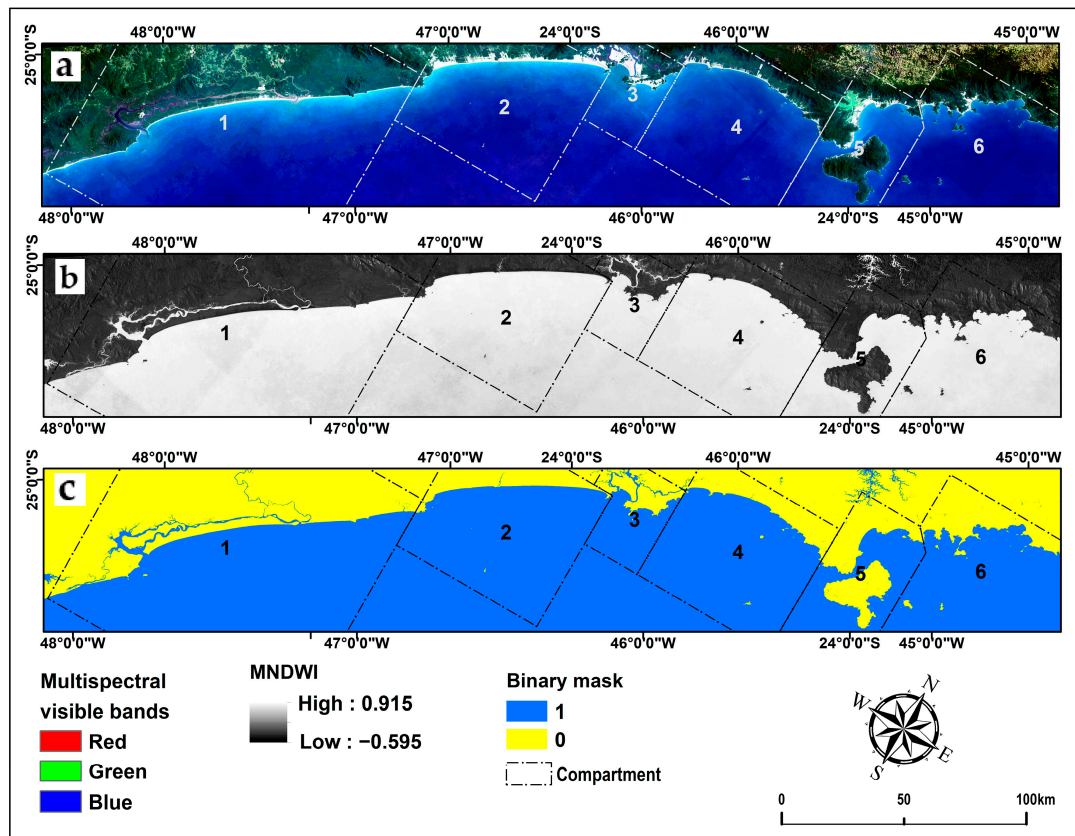 48°0'0"W 47°0'0"W 24°0'0"S 46°0'0"W 45°0'0"W
25°0'0"S
a
1 2 3 4 5 6
48°0'0"W 47°0'0"W 46°0'0"W 24°0'0"S 45°0'0"W
48°0'0"W 47°0'0"W 24°0'0"S 46°0'0"W 45°0'0"W
25°0'0"S
b
1 2 3 4 5 6
48°0'0"W 47°0'0"W 46°0'0"W 24°0'0"S 45°0'0"W
48°0'0"W 47°0'0"W 24°0'0"S 46°0'0"W 45°0'0"W
25°0'0"S
c
1 2 3 4 5 6
48°0'0"W 47°0'0"W 46°0'0"W 24°0'0"S 45°0'0"W
Multispectral
visible bands
Red
Green
Blue
MNDWI
High : 0.915
Low : −0.595
Binary mask
1
0
Compartment
N
W
E
S
0 50 100km